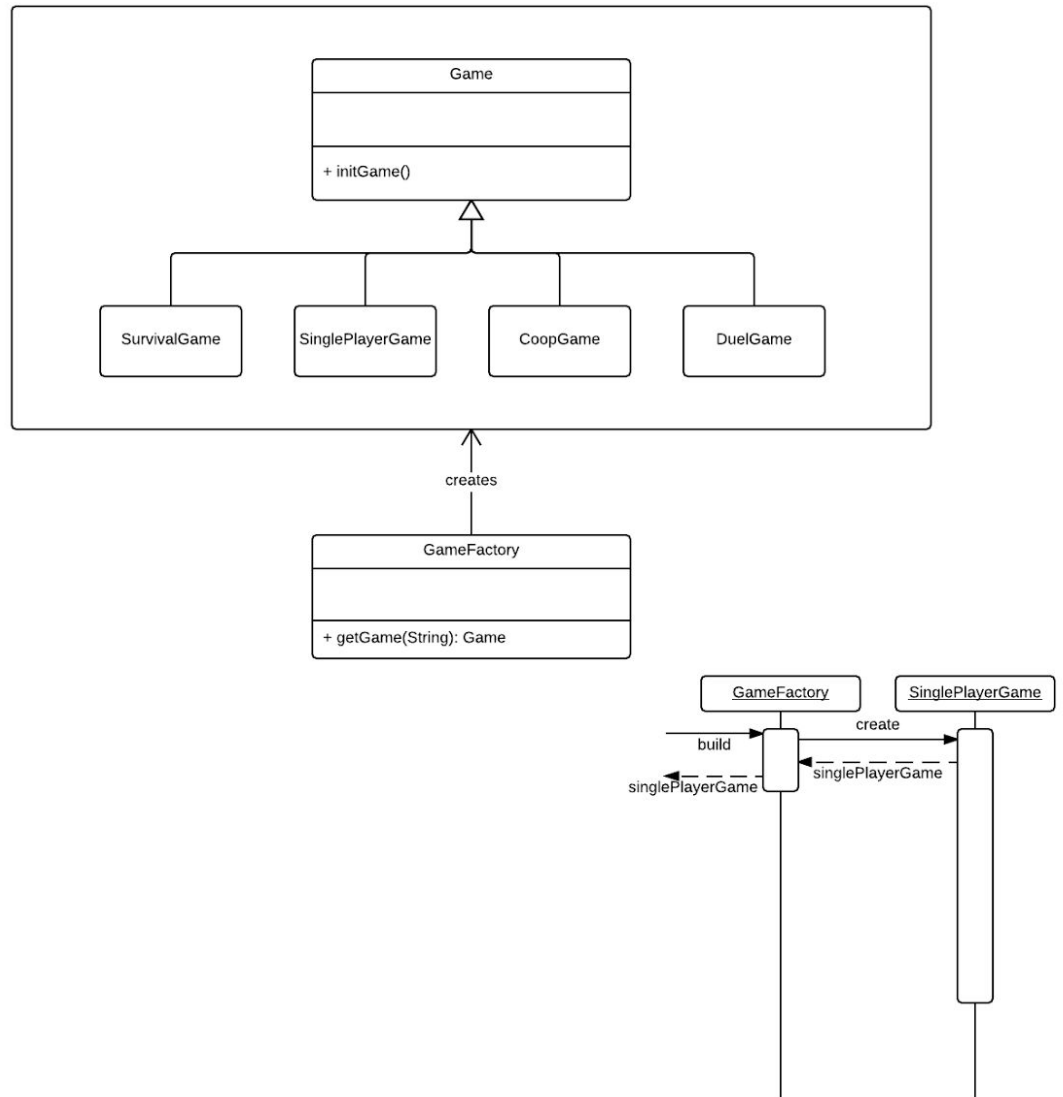 Game
+ initGame()
SurvivalGame
SinglePlayerGame
CoopGame
DuelGame
creates
GameFactory
+ getGame(String): Game
GameFactory
SinglePlayerGame
create
build
singlePlayerGame
singlePlayerGame